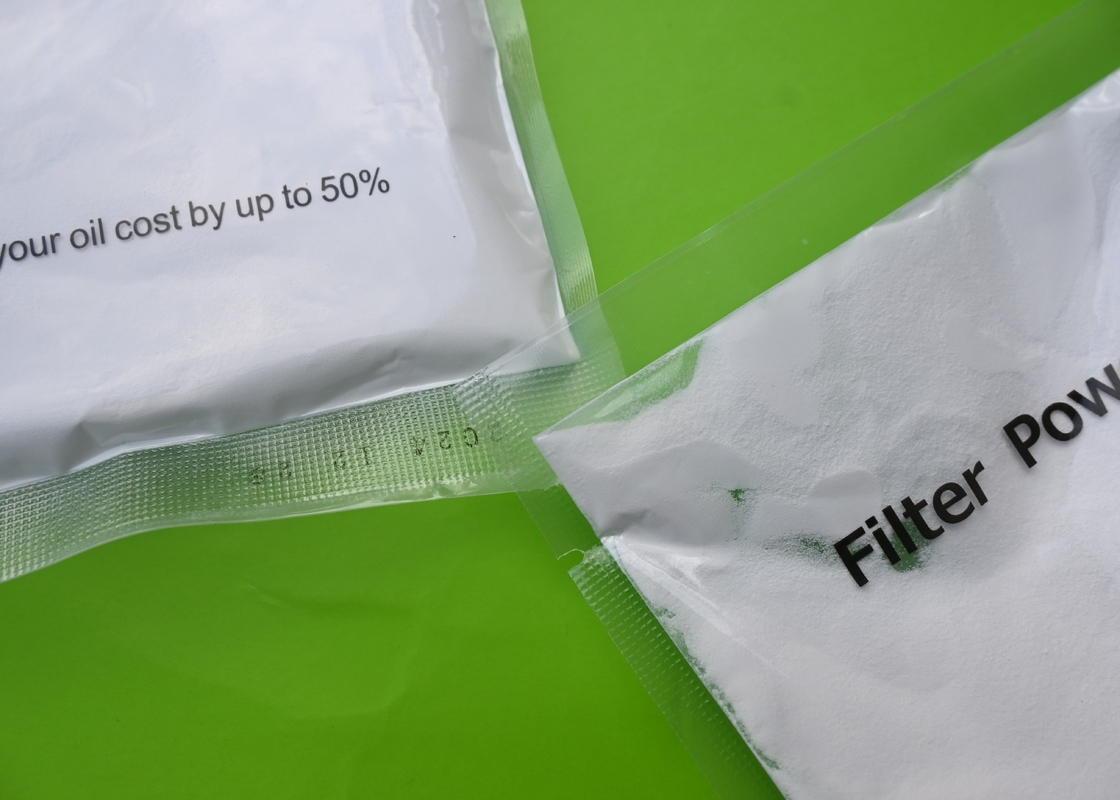 your oil cost by up to 50%
Filter Pow